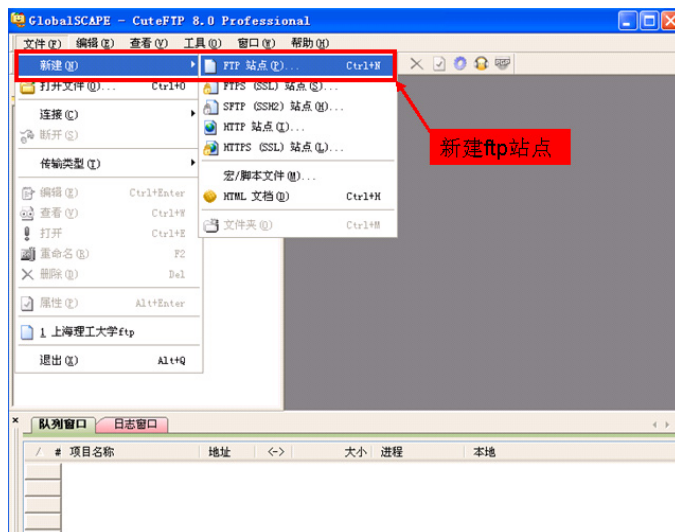 GlobalSCAPE - CuteFTP 8.0 Professional
文件(F) 编辑(E) 查看(V) 工具(O) 窗口(W) 帮助(H)
新建(N)
FTP 站点(P)... Ctrl+N
打开文件(O)... Ctrl+O
FTPS (SSL) 站点(S)...
连接(C)
SFTP (SSH2) 站点(H)...
断开(S)
HTTP 站点(T)...
HTTPS (SSL) 站点(L)...
新建ftp站点
传输类型(T)
宏/脚本文件(M)...
编辑(E) Ctrl+Enter
HTML 文档(D) Ctrl+H
查看(V) Ctrl+W
文件夹(O) Ctrl+M
打开 Ctrl+E
重命名(R) F2
删除(D) Del
属性(P) Alt+Enter
1 上海理工大学ftp
退出(X) Alt+Q
队列窗口 日志窗口
/ # 项目名称 地址 <-> 大小 进程 本地